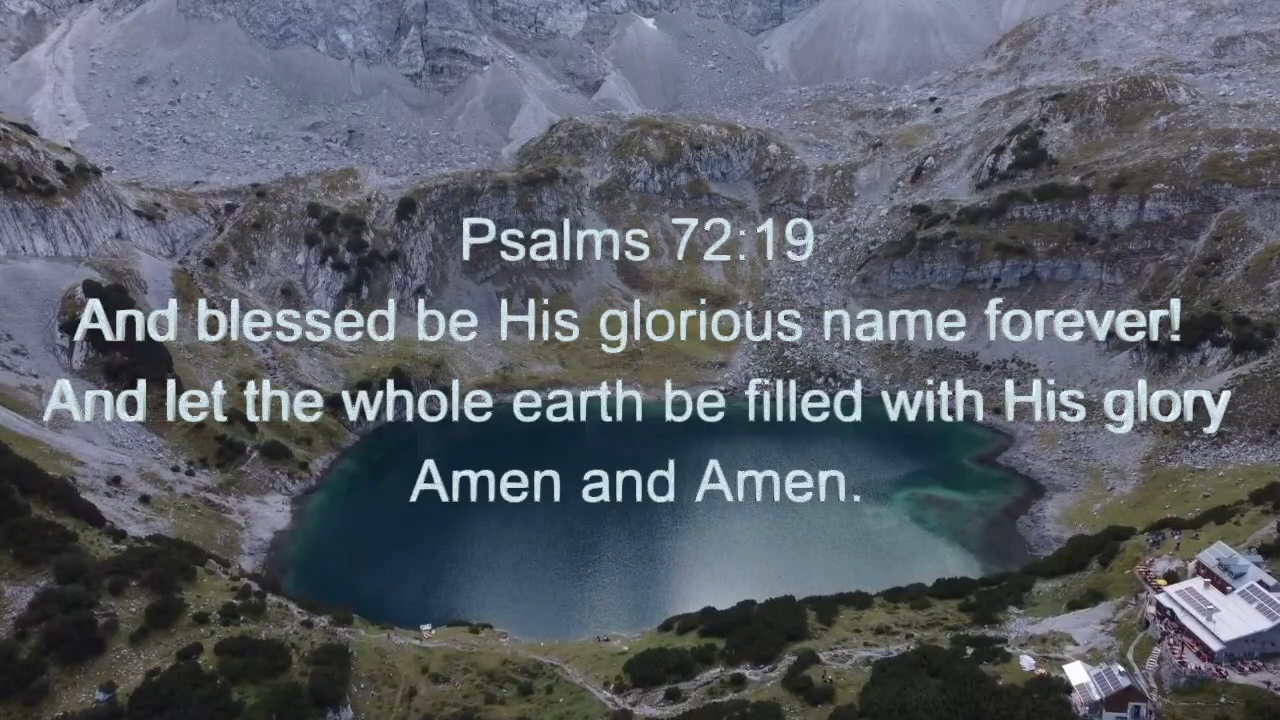 Psalms 72:19
And blessed be His glorious name forever!
And let the whole earth be filled with His glory
Amen and Amen.